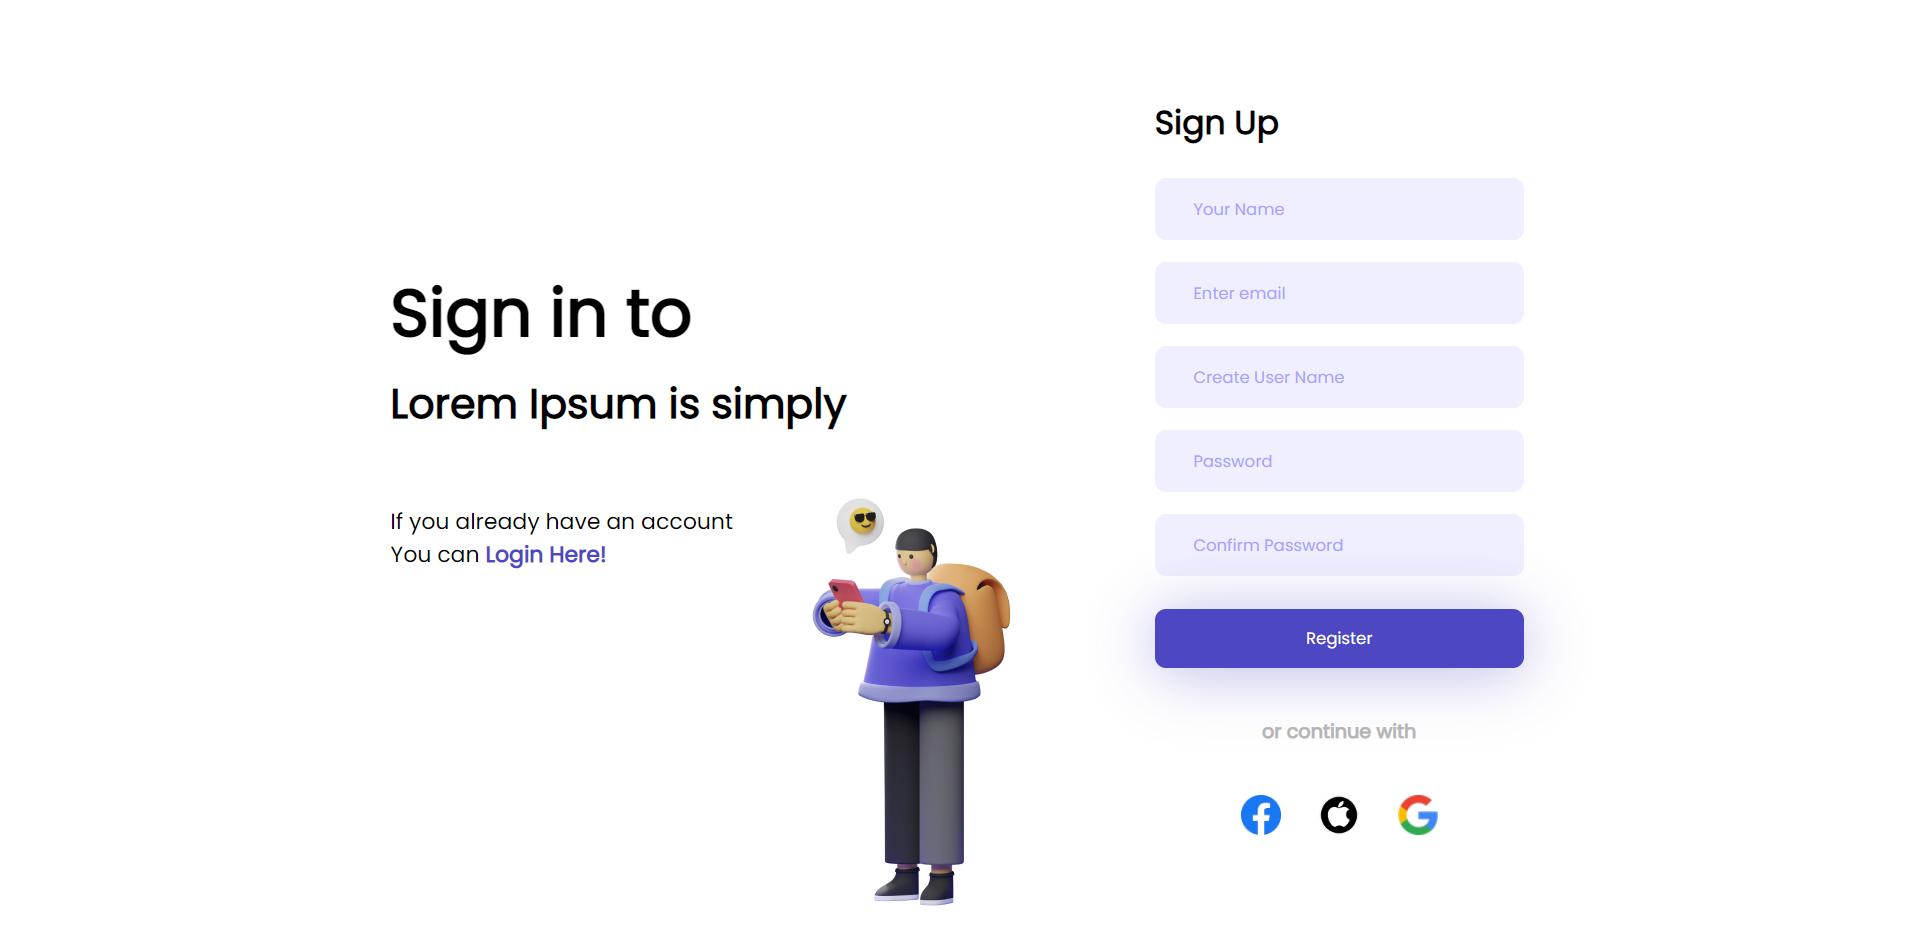 Sign in to
Lorem Ipsum is simply
If you already have an account
You can Login Here!
Sign Up
Your Name
Enter email
Create User Name
Password
Confirm Password
Register
or continue with